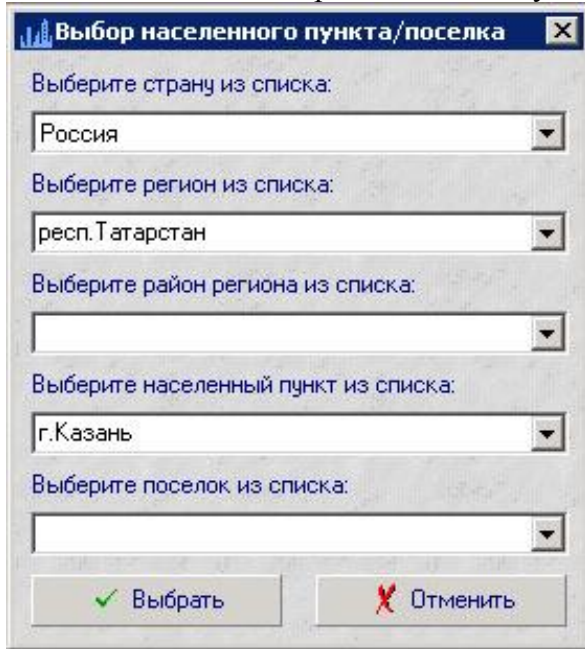 Выбор населенного пункта/поселка
Выберите страну из списка:
Россия
Выберите регион из списка:
респ.Татарстан
Выберите район региона из списка:
Выберите населенный пункт из списка:
г.Казань
Выберите поселок из списка:
Выбрать
Отменить